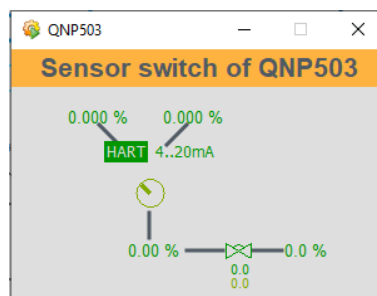 QNP503
Sensor switch of QNP503
0.000 % 0.000 %
HART 4..20mA
0.00 % 0.0 %
0.0
0.0